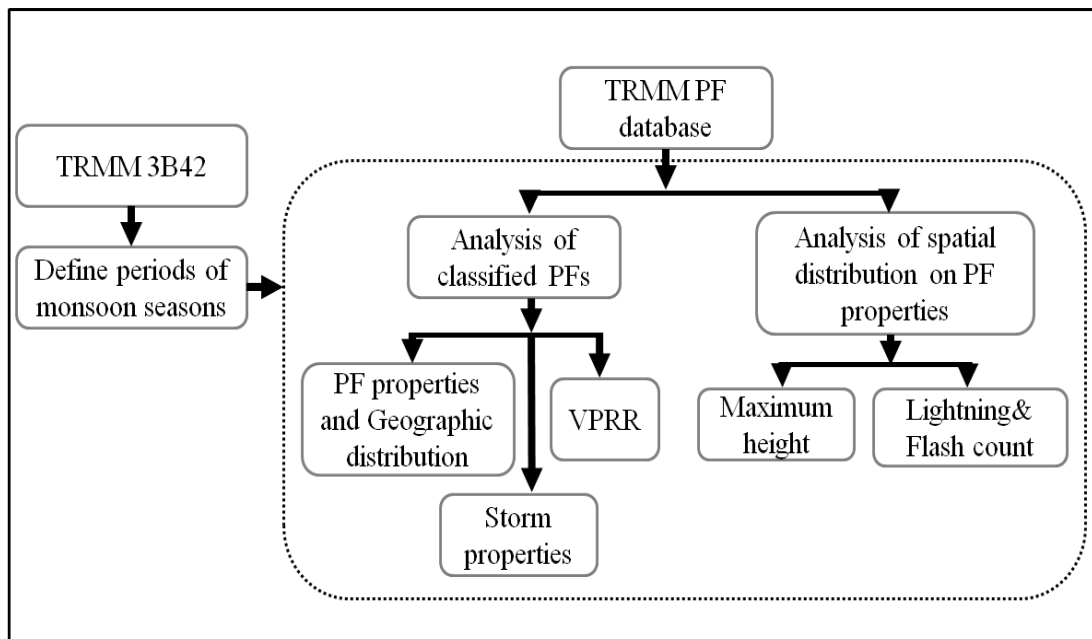 TRMM PF
database
TRMM 3B42
Define periods of
monsoon seasons
Analysis of
classified PFs
Analysis of spatial
distribution on PF
properties
PF properties
and Geographic
distribution
VPRR
Storm
properties
Maximum
height
Lightning&
Flash count